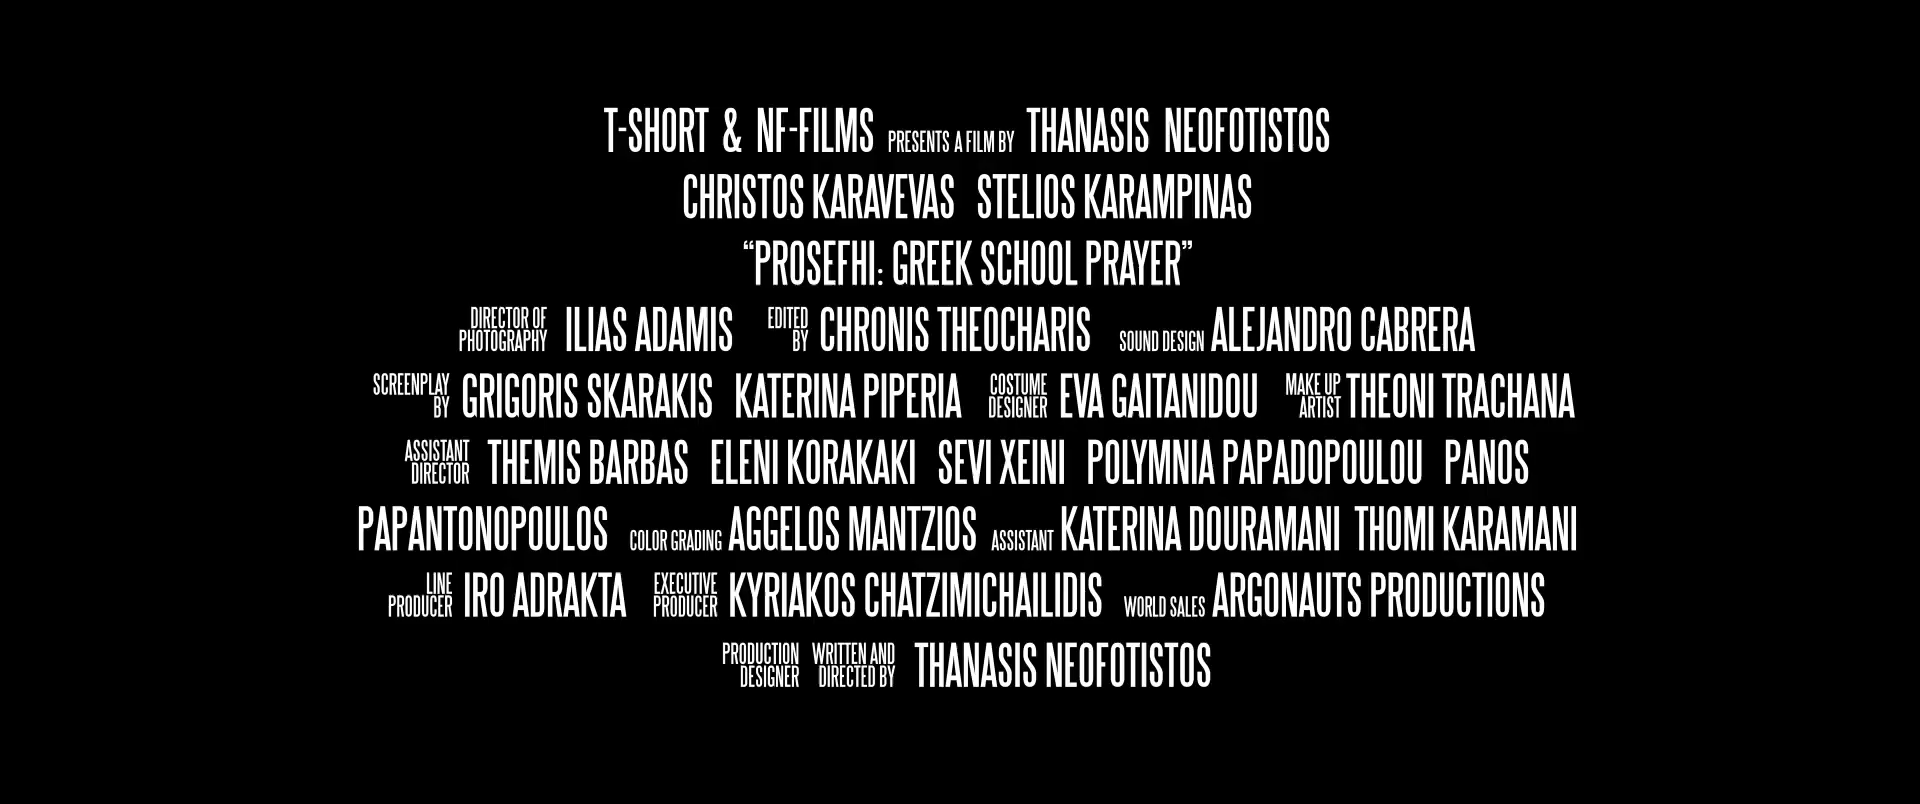 T-SHORT & NF-FILMS PRESENTS A FILM BY THANASIS NEOFOTISTOS
CHRISTOS KARAVEVAS STELIOS KARAMPINAS
“PROSEFHI: GREEK SCHOOL PRAYER”
DIRECTOR OF PHOTOGRAPHY ILIAS ADAMIS EDITED BY CHRONIS THEOCHARIS SOUND DESIGN ALEJANDRO CABRERA
SCREENPLAY BY GRIGORIS SKARAKIS KATERINA PIPERIA COSTUME DESIGNER EVA GAITANIDOU MAKE UP ARTIST THEONI TRACHANA
ASSISTANT DIRECTOR THEMIS BARBAS ELENI KORAKAKI SEVI XEINI POLYMNIA PAPADOPOULOU PANOS
PAPANTONOPOULOS COLOR GRADING AGGELOS MANTZIOS ASSISTANT KATERINA DOURAMANI THOMI KARAMANI
LINE PRODUCER IRO ADRAKTA EXECUTIVE PRODUCER KYRIAKOS CHATZIMICHAILIDIS WORLD SALES ARGONAUTS PRODUCTIONS
PRODUCTION DESIGNER WRITTEN AND DIRECTED BY THANASIS NEOFOTISTOS